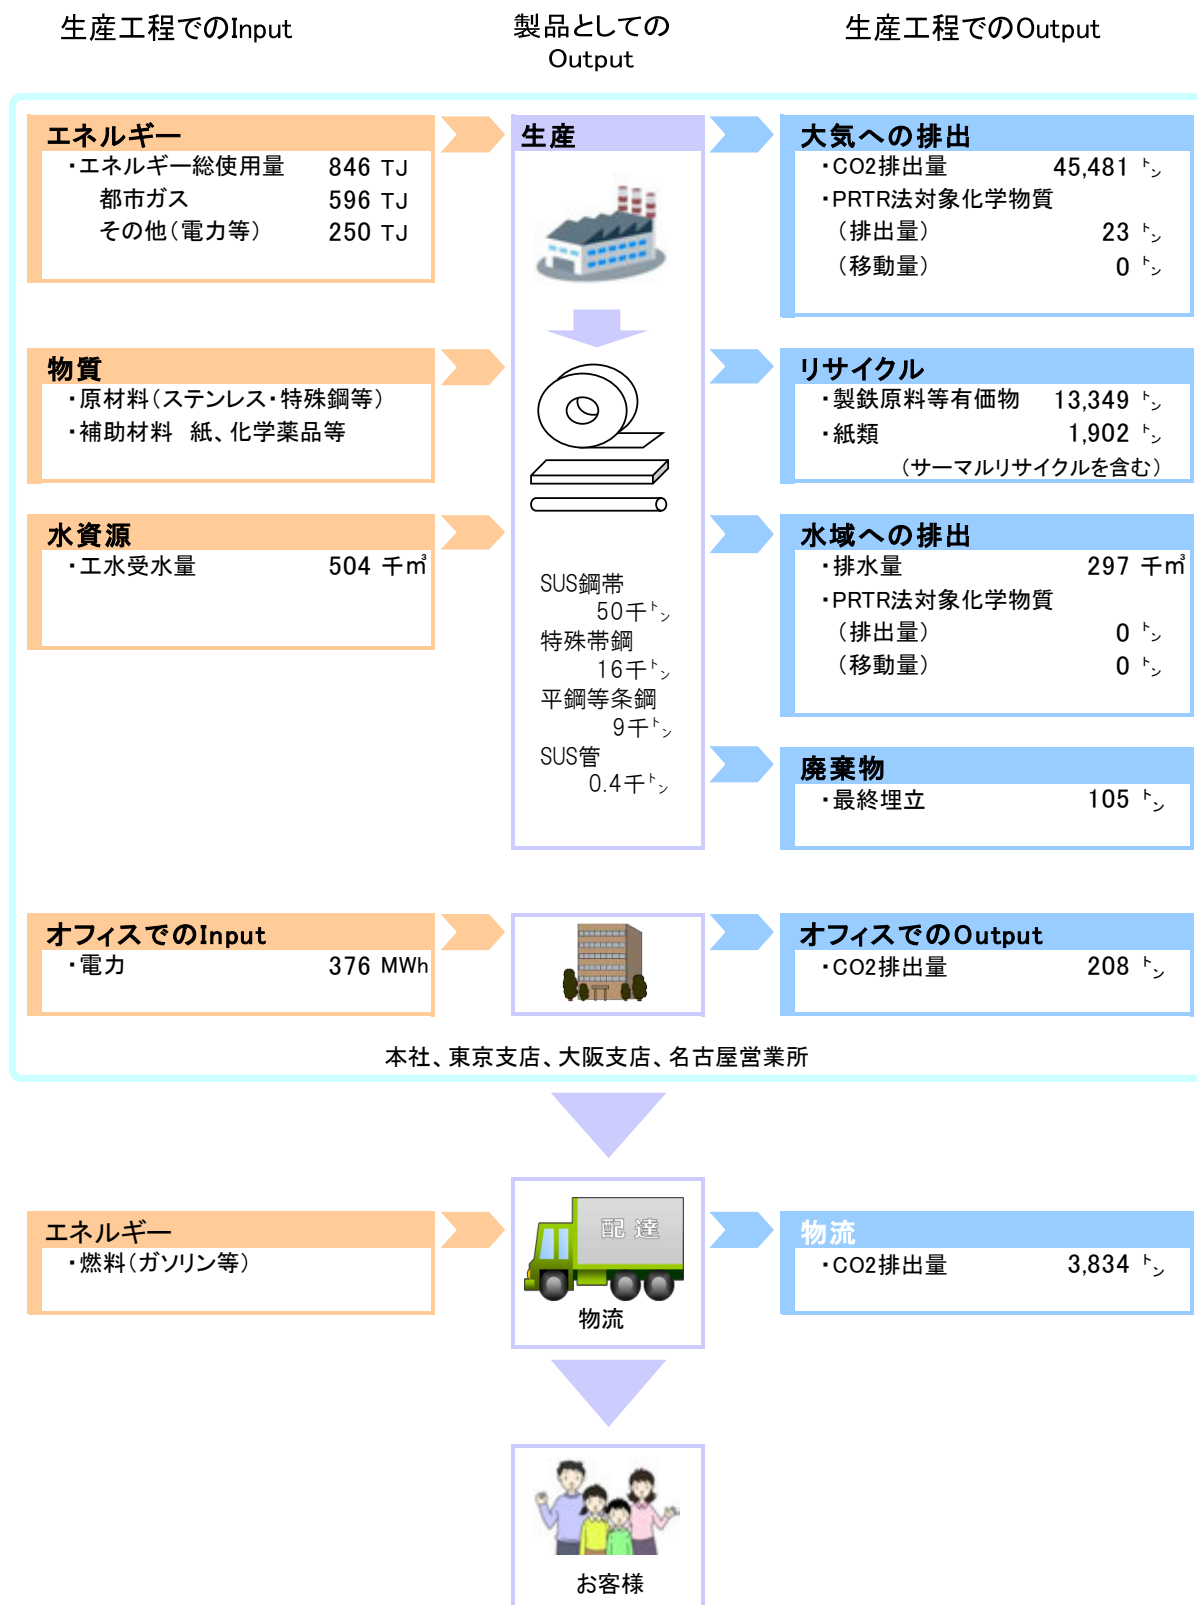 生産工程でのInput
製品としての
Output
生産工程でのOutput
エネルギー
・エネルギー総使用量 846 TJ
都市ガス 596 TJ
その他（電力等） 250 TJ
生産
大気への排出
・CO2排出量 45,481 ㌧
・PRTR法対象化学物質
（排出量） 23 ㌧
（移動量） 0 ㌧
物質
・原材料（ステンレス・特殊鋼等）
・補助材料 紙、化学薬品等
リサイクル
・製鉄原料等有価物 13,349 ㌧
・紙類 1,902 ㌧
（サーマルリサイクルを含む）
水資源
・工水受水量 504 千㎥
SUS鋼帯
50千㌧
特殊帯鋼
16千㌧
平鋼等条鋼
9千㌧
SUS管
0.4千㌧
水域への排出
・排水量 297 千㎥
・PRTR法対象化学物質
（排出量） 0 ㌧
（移動量） 0 ㌧
廃棄物
・最終埋立 105 ㌧
オフィスでのInput
・電力 376 MWh
オフィスでのOutput
・CO2排出量 208 ㌧
本社、東京支店、大阪支店、名古屋営業所
エネルギー
・燃料（ガソリン等）
配達
物流
物流
・CO2排出量 3,834 ㌧
お客様